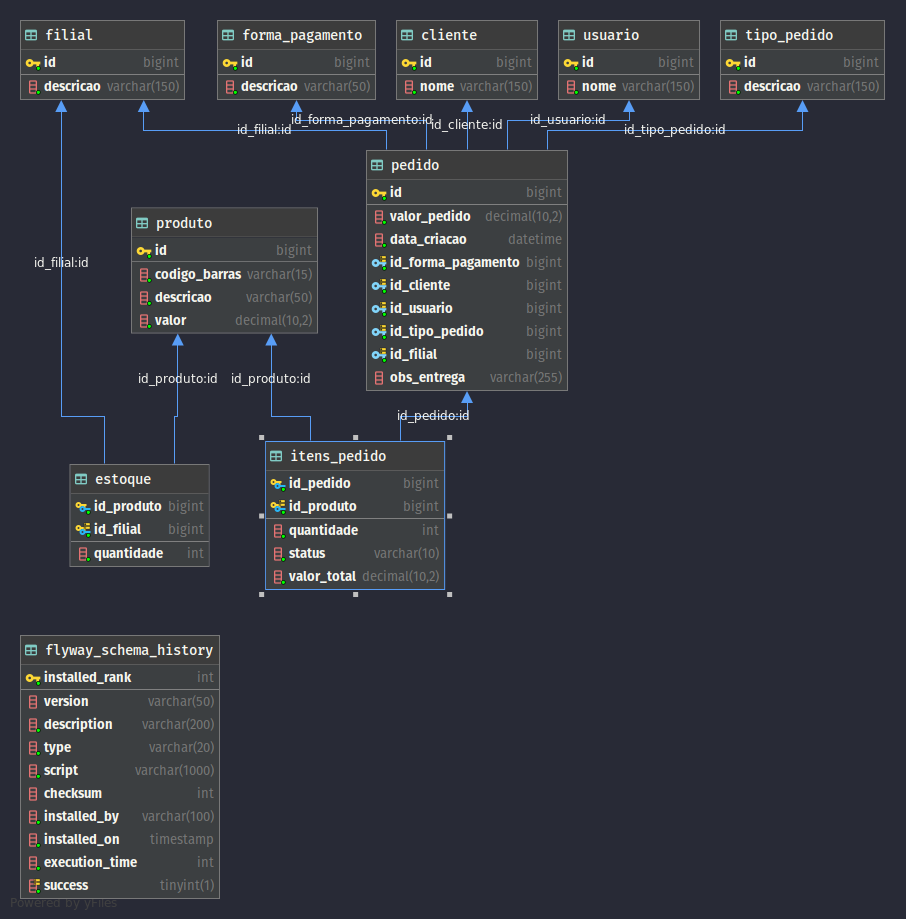 filial
id bigint
descricao varchar(150)
forma_pagamento
id bigint
descricao varchar(50)
cliente
id bigint
nome varchar(150)
usuario
id bigint
nome varchar(150)
tipo_pedido
id bigint
descricao varchar(150)
id_filial:id
id_forma_pagamento:id
id_cliente:id
id_usuario:id
id_tipo_pedido:id
pedido
id bigint
valor_pedido decimal(10,2)
data_criacao datetime
id_forma_pagamento bigint
id_cliente bigint
id_usuario bigint
id_tipo_pedido bigint
id_filial bigint
obs_entrega varchar(255)
produto
id bigint
codigo_barras varchar(15)
descricao varchar(50)
valor decimal(10,2)
id_filial:id
id_produto:id
id_produto:id
id_pedido:id
estoque
id_produto bigint
id_filial bigint
quantidade int
itens_pedido
id_pedido bigint
id_produto bigint
quantidade int
status varchar(10)
valor_total decimal(10,2)
flyway_schema_history
installed_rank int
version varchar(50)
description varchar(200)
type varchar(20)
script varchar(1000)
checksum int
installed_by varchar(100)
installed_on timestamp
execution_time int
success tinyint(1)
Powered by yFiles